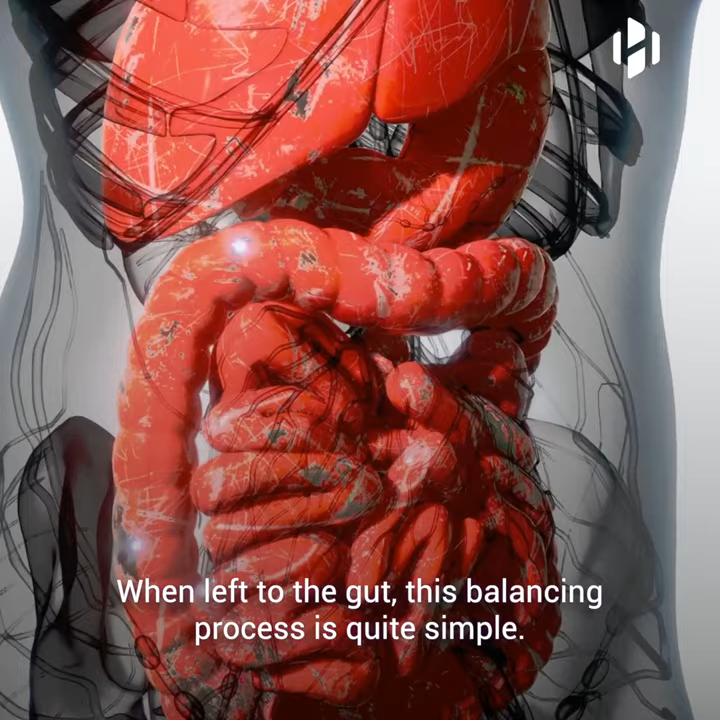 When left to the gut, this balancing
process is quite simple.